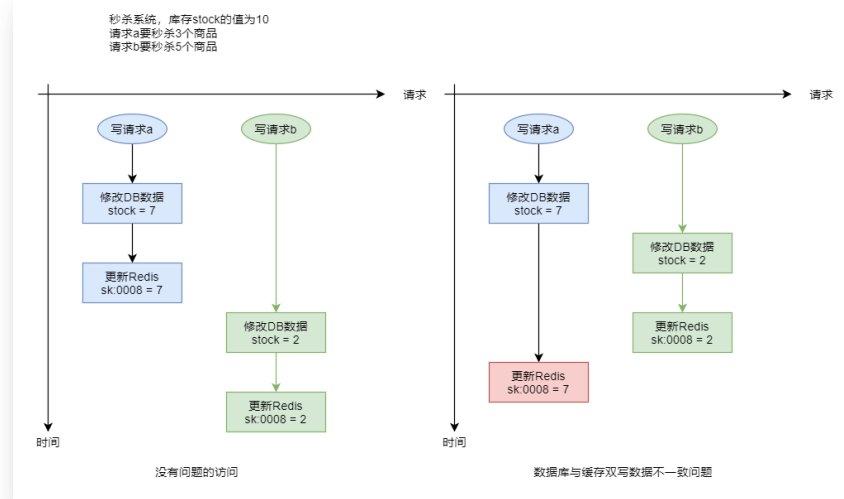 秒杀系统，库存stock的值为10
请求a要秒杀3个商品
请求b要秒杀5个商品
请求
写请求a
写请求b
修改DB数据
stock = 7
更新Redis
sk:0008 = 7
修改DB数据
stock = 2
更新Redis
sk:0008 = 2
时间
没有问题的访问
请求
写请求a
写请求b
修改DB数据
stock = 7
修改DB数据
stock = 2
更新Redis
sk:0008 = 2
更新Redis
sk:0008 = 7
时间
数据库与缓存双写数据不一致问题